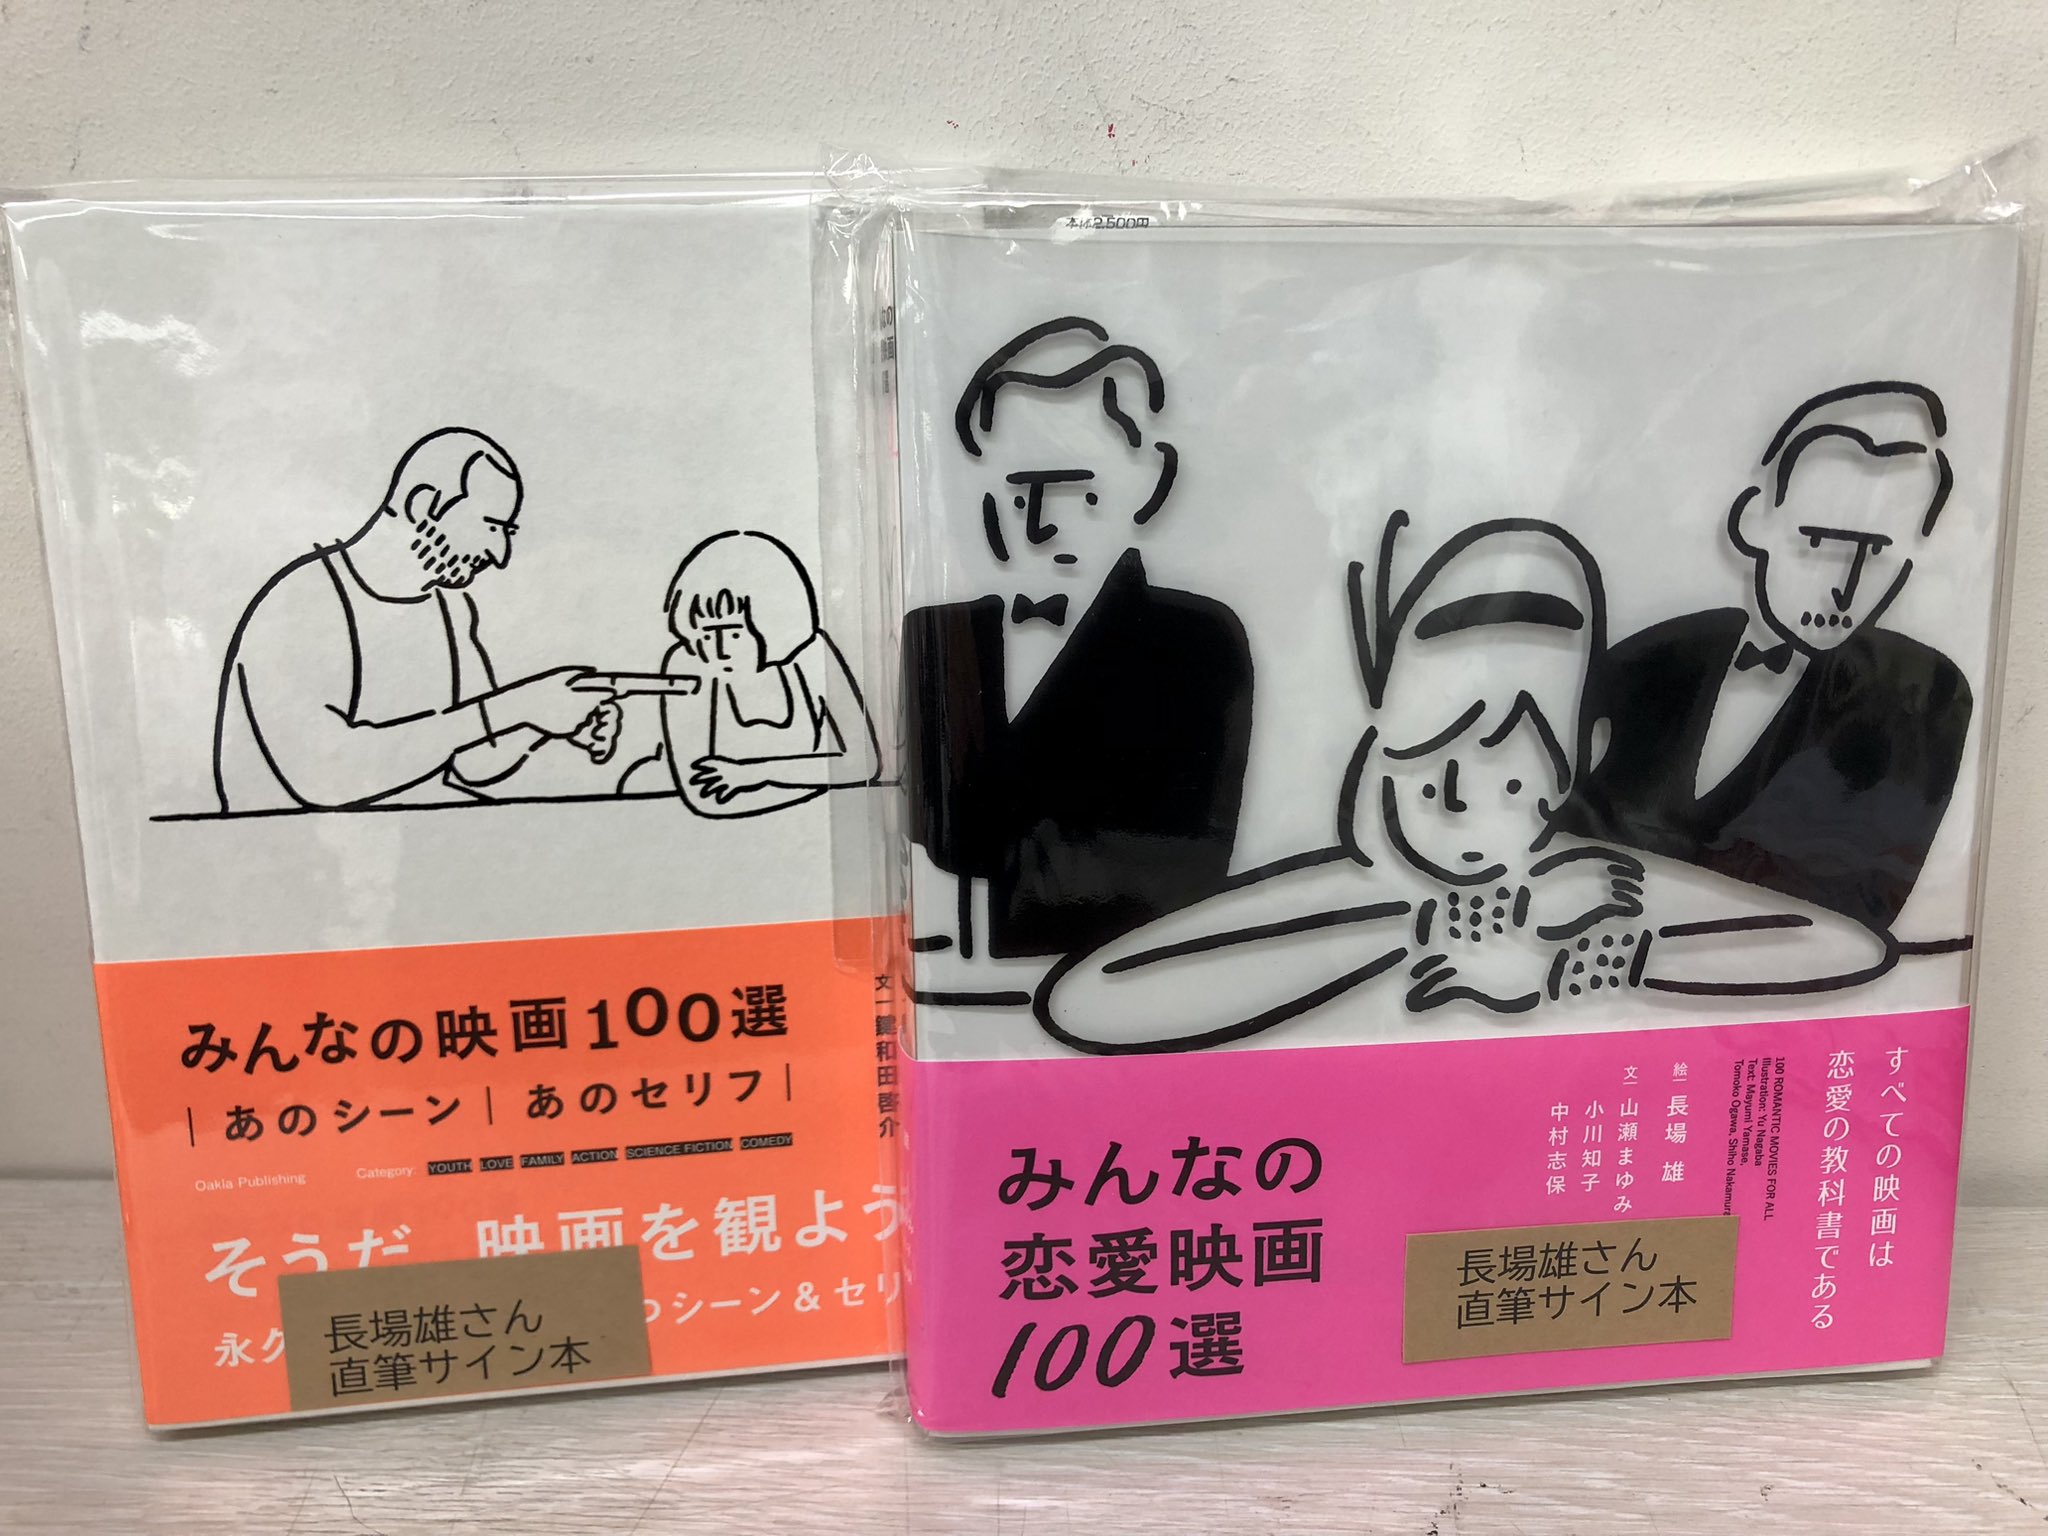 みんなの映画100選
|あのシーン|あのセリフ|
Oakla Publishing
Category: YOUTH LOVE FAMILY ACTION SCIENCE FICTION COMEDY
そうだ 映画を観よう
永久
シーン&セリ
長場雄さん
直筆サイン本
文―鍵和田啓介
本体2,500円
すべての映画は
恋愛の教科書である
100 ROMANTIC MOVIES FOR ALL
Illustration: Yu Nagaba
Text: Mayumi Yamase,
Tomoko Ogawa, Shiho Nakamura
絵―長場 雄
文―山瀬まゆみ
小川知子
中村志保
みんなの
恋愛映画
100選
長場雄さん
直筆サイン本